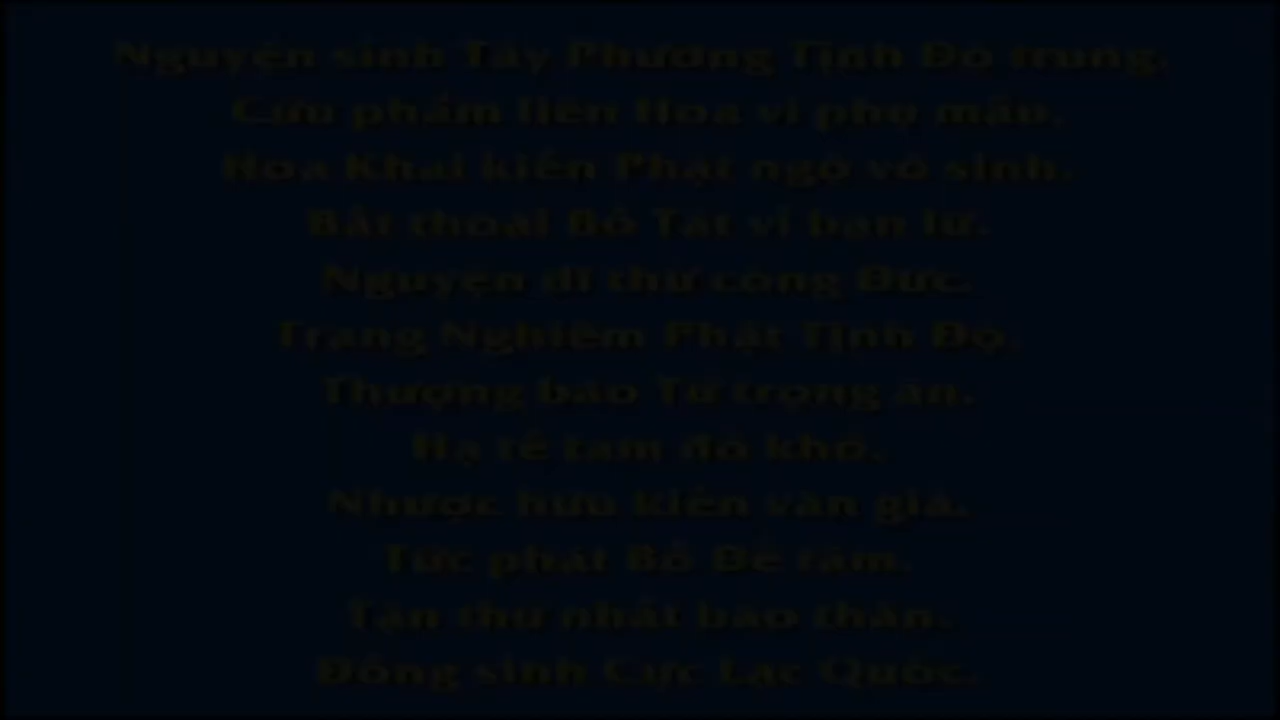 Nguyện sinh Tây Phương Tịnh Độ trung,
Cửu phẩm liên Hoa vi phụ mẫu.
Hoa Khai kiến Phật ngộ vô sinh,
Bất thoái Bồ Tát vi bạn lữ.
Nguyện dĩ thử công Đức,
Trang Nghiêm Phật Tịnh Độ,
Thượng báo Tứ trọng ân,
Hạ tế tam đồ khổ,
Nhược hữu kiến văn giả,
Tức phát Bồ Đề tâm,
Tận thử nhất báo thân,
Đồng sinh Cực Lạc Quốc.